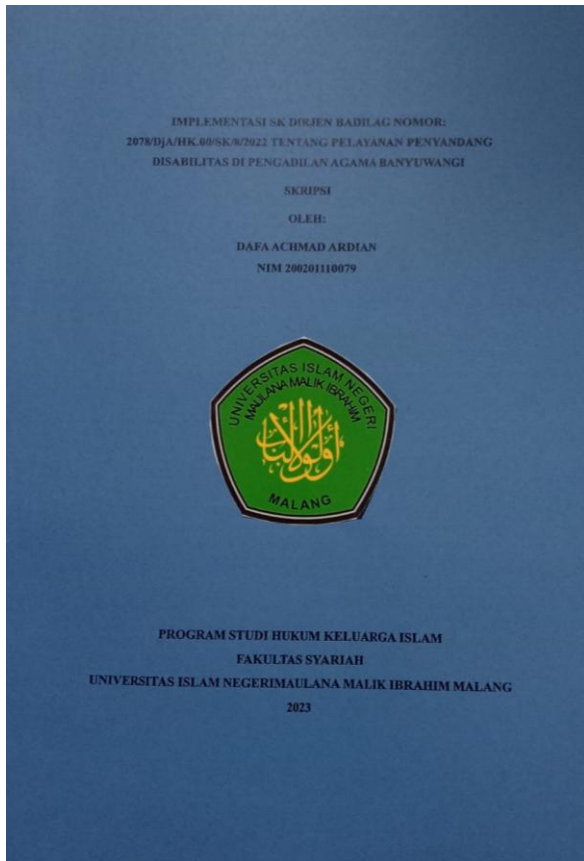 IMPLEMENTASI SK DIRJEN BADILAG NOMOR:
2078/DjA/HK.00/SK/8/2022 TENTANG PELAYANAN PENYANDANG
DISABILITAS DI PENGADILAN AGAMA BANYUWANGI
SKRIPSI
OLEH:
DAFA ACHMAD ARDIAN
NIM 200201110079
UNIVERSITAS ISLAM NEGERI
MAULANA MALIK IBRAHIM
أولو الألباب
MALANG
PROGRAM STUDI HUKUM KELUARGA ISLAM
FAKULTAS SYARIAH
UNIVERSITAS ISLAM NEGERIMAULANA MALIK IBRAHIM MALANG
2023